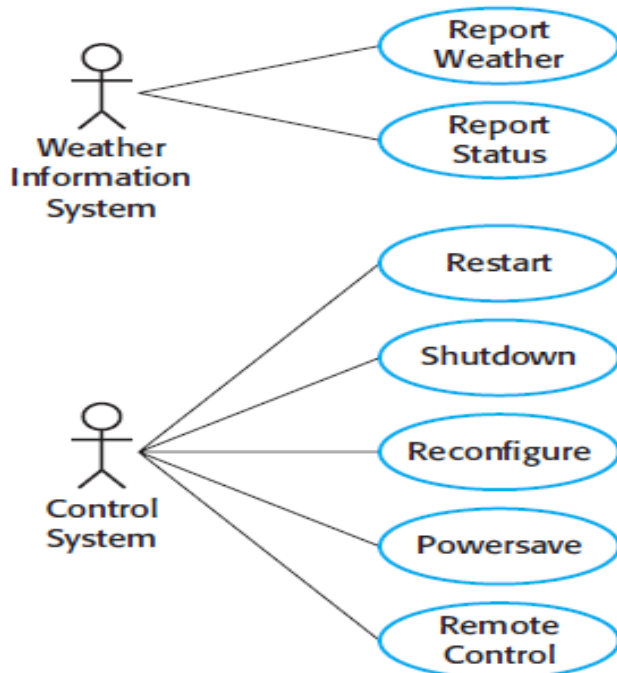 Report
Weather
Report
Status
Weather
Information
System
Restart
Shutdown
Reconfigure
Powersave
Remote
Control
Control
System